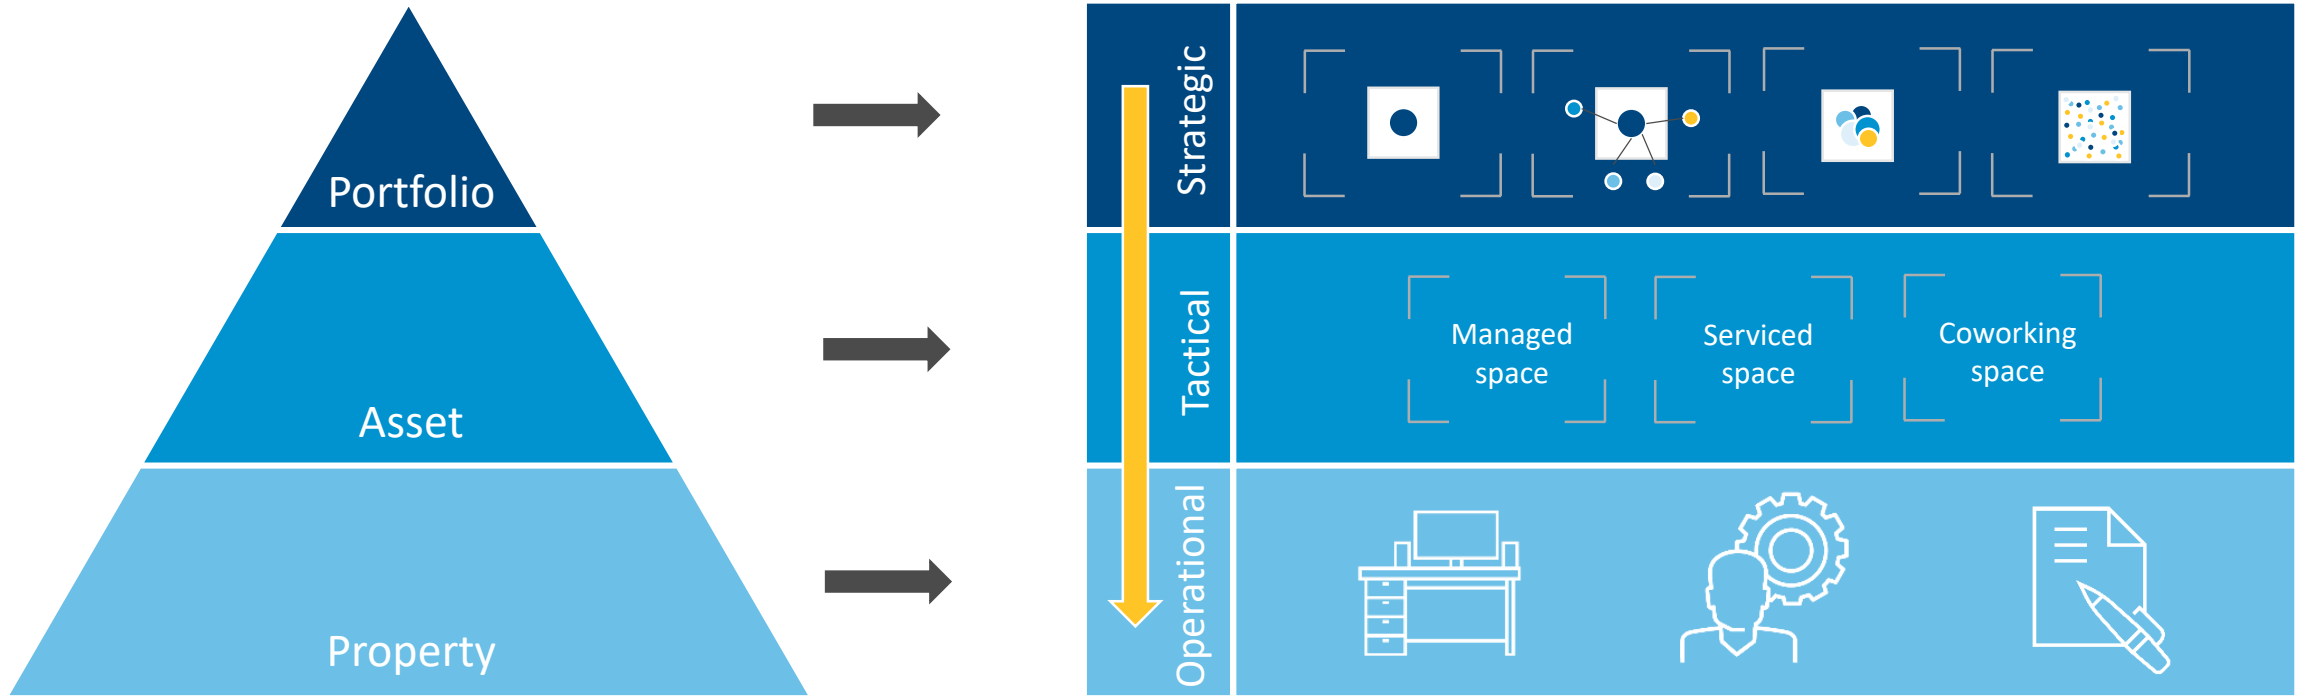 Portfolio
Asset
Property
Strategic
Tactical
Managed
space
Serviced
space
Coworking
space
Operational